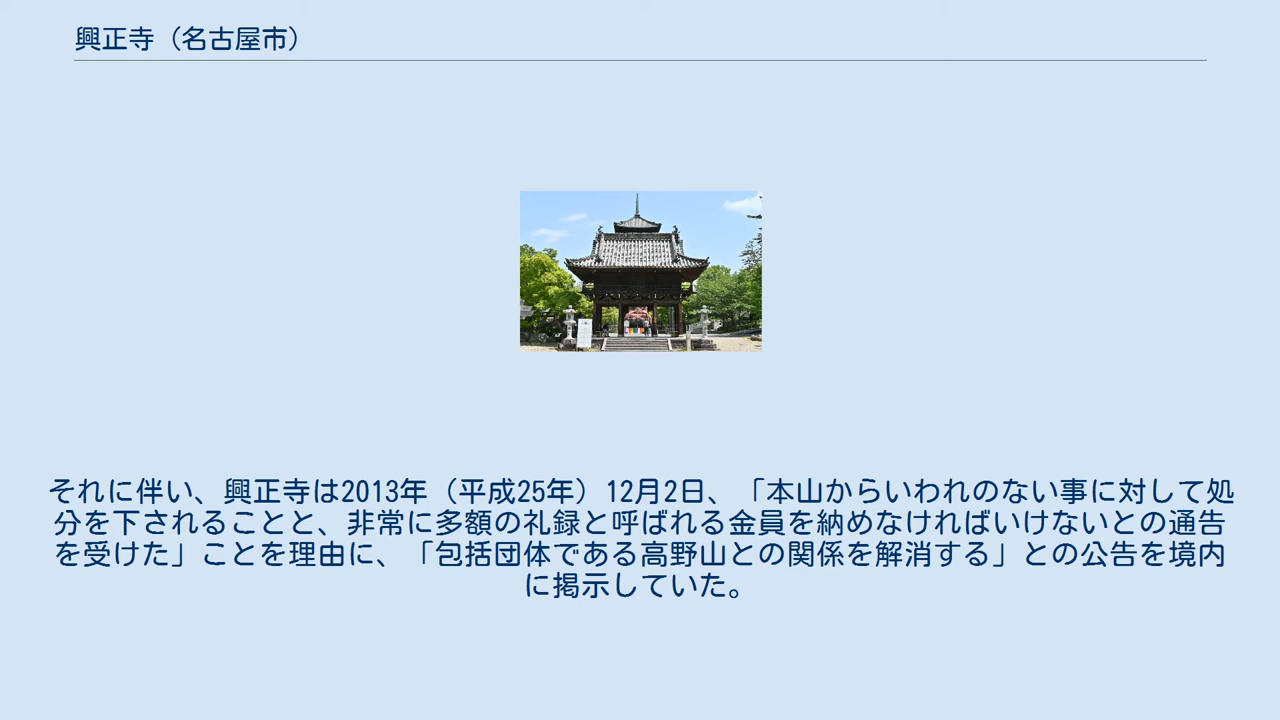 興正寺（名古屋市）
それに伴い、興正寺は2013年（平成25年）12月2日、「本山からいわれのない事に対して処
分を下されることと、非常に多額の礼録と呼ばれる金員を納めなければいけないとの通告
を受けた」ことを理由に、「包括団体である高野山との関係を解消する」との公告を境内
に掲示していた。